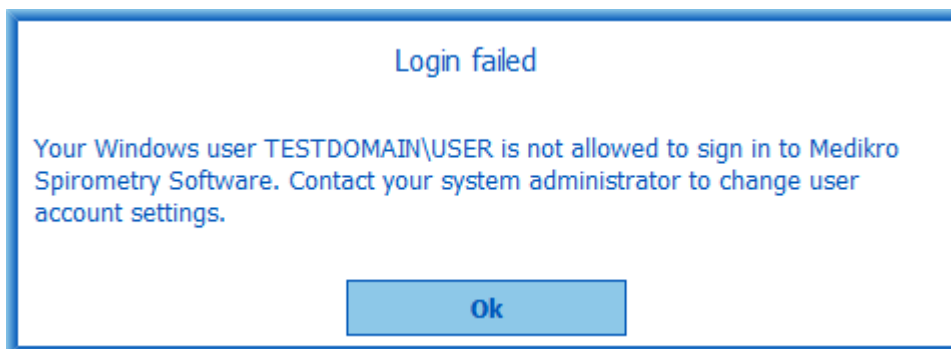 Login failed
Your Windows user TESTDOMAIN\USER is not allowed to sign in to Medikro
Spirometry Software. Contact your system administrator to change user
account settings.
Ok